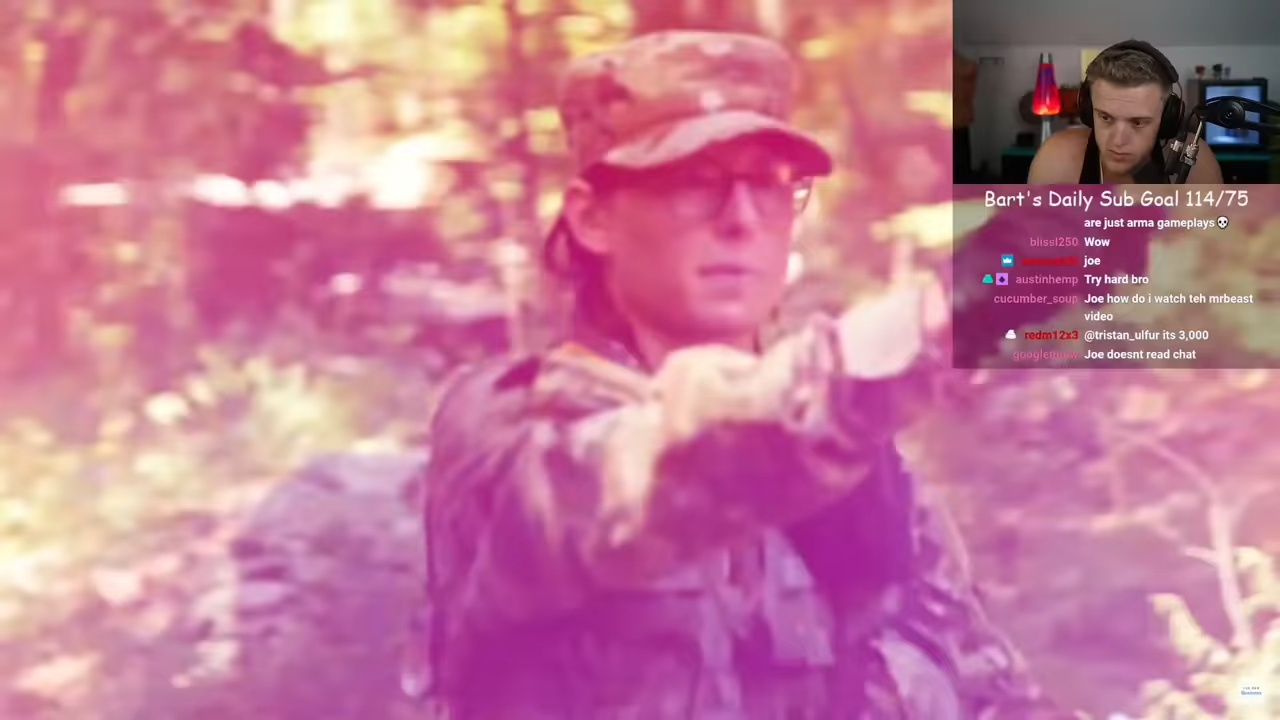 Bart's Daily Sub Goal 114/75
are just arma gameplays💀
blissl250 Wow
joe
austinhemp Try hard bro
cucumber_soup Joe how do i watch teh mrbeast
video
redm12x3 @tristan_ulfur its 3,000
Joe doesnt read chat